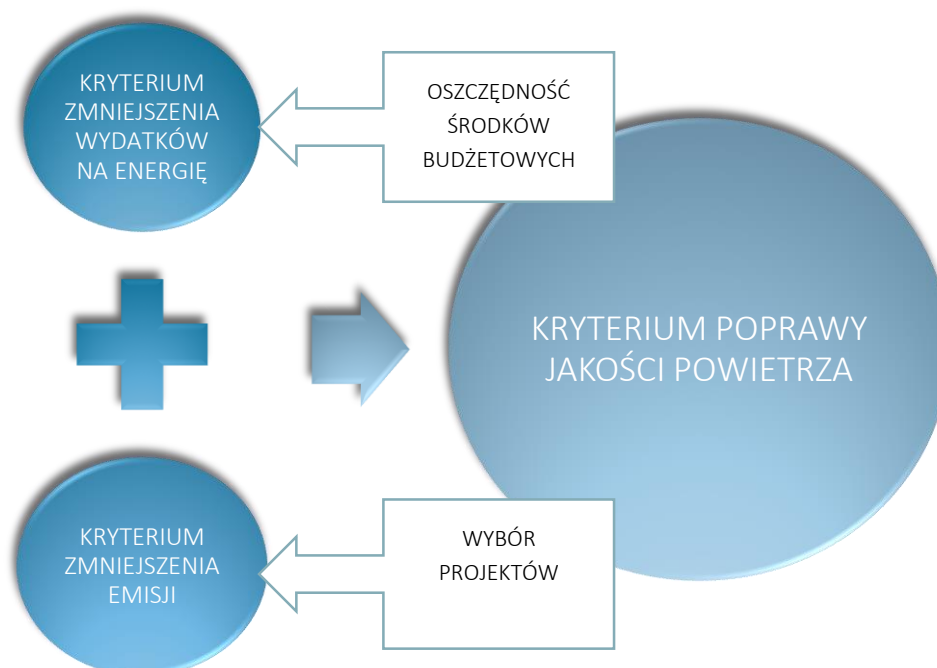 KRYTERIUM
ZMNIEJSZENIA
WYDATKÓW
NA ENERGIĘ
OSZCZĘDNOŚĆ
ŚRODKÓW
BUDŻETOWYCH
KRYTERIUM POPRAWY
JAKOŚCI POWIETRZA
KRYTERIUM
ZMNIEJSZENIA
EMISJI
WYBÓR
PROJEKTÓW